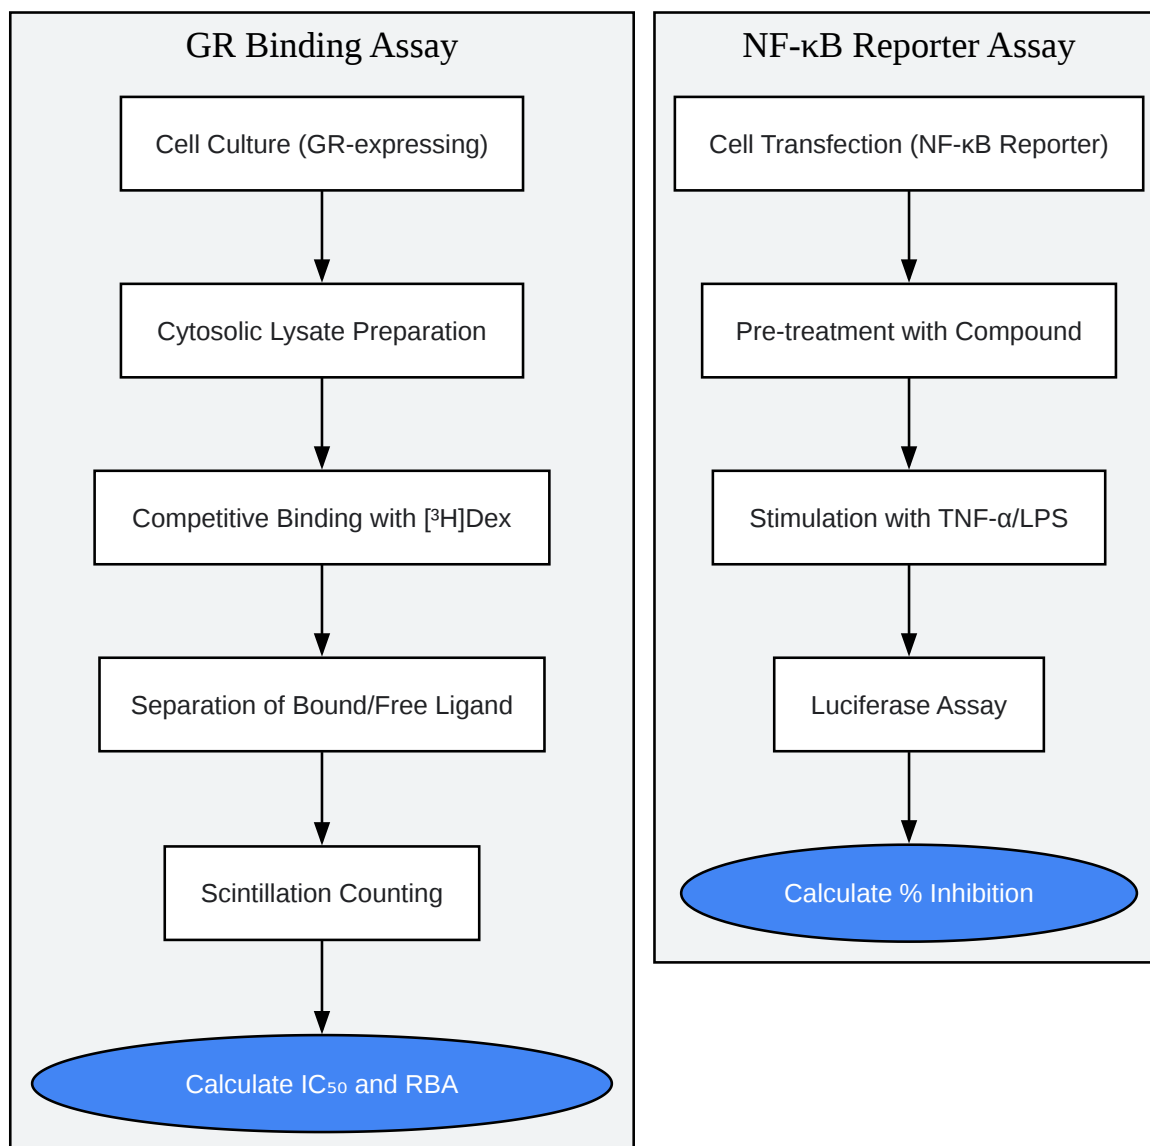 GR Binding Assay
Cell Culture (GR-expressing)
Cytosolic Lysate Preparation
Competitive Binding with [³H]Dex
Separation of Bound/Free Ligand
Scintillation Counting
Calculate IC₅₀ and RBA
NF-κB Reporter Assay
Cell Transfection (NF-κB Reporter)
Pre-treatment with Compound
Stimulation with TNF-α/LPS
Luciferase Assay
Calculate % Inhibition